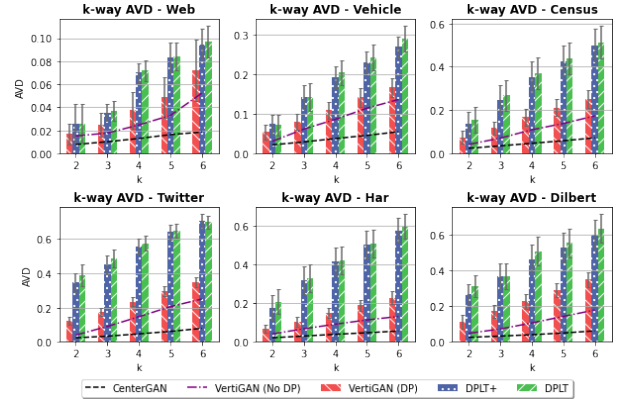 k-way AVD - Web
k-way AVD - Vehicle
k-way AVD - Census
AVD
0.10
0.08
0.06
0.04
0.02
0.00
2 3 4 5 6
k
0.3
0.2
0.1
0.0
2 3 4 5 6
k
0.6
0.4
0.2
0.0
2 3 4 5 6
k
k-way AVD - Twitter
k-way AVD - Har
k-way AVD - Dilbert
AVD
0.6
0.4
0.2
0.0
2 3 4 5 6
k
0.6
0.4
0.2
0.0
2 3 4 5 6
k
0.6
0.4
0.2
0.0
2 3 4 5 6
k
CenterGAN VertiGAN (No DP) VertiGAN (DP) DPLT+ DPLT